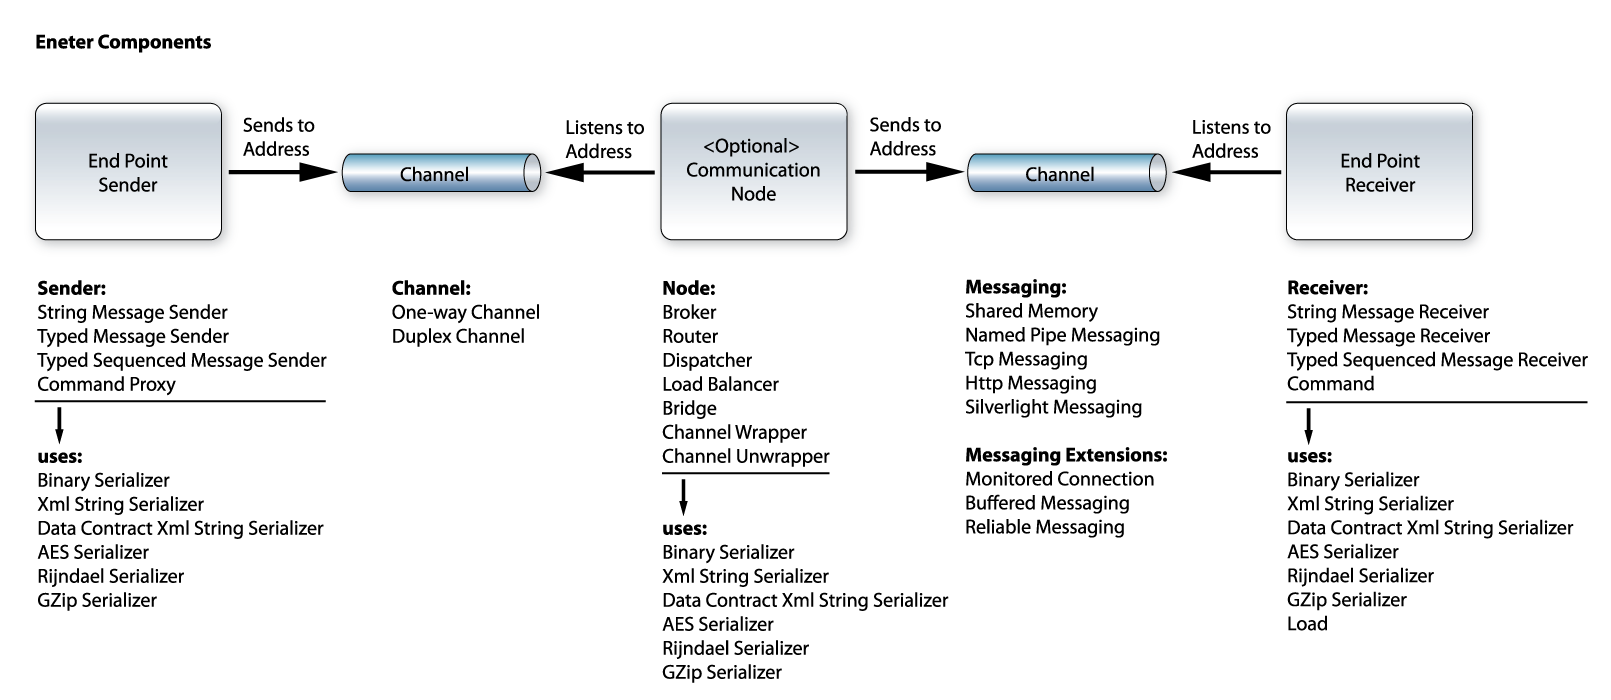 Eneter Components
End Point
Sender
Sends to
Address
Channel
Listens to
Address
<Optional>
Communication
Node
Sends to
Address
Channel
Listens to
Address
End Point
Receiver
Sender:
String Message Sender
Typed Message Sender
Typed Sequenced Message Sender
Command Proxy
uses:
Binary Serializer
Xml String Serializer
Data Contract Xml String Serializer
AES Serializer
Rijndael Serializer
GZip Serializer
Channel:
One-way Channel
Duplex Channel
Node:
Broker
Router
Dispatcher
Load Balancer
Bridge
Channel Wrapper
Channel Unwrapper
uses:
Binary Serializer
Xml String Serializer
Data Contract Xml String Serializer
AES Serializer
Rijndael Serializer
GZip Serializer
Messaging:
Shared Memory
Named Pipe Messaging
Tcp Messaging
Http Messaging
Silverlight Messaging
Messaging Extensions:
Monitored Connection
Buffered Messaging
Reliable Messaging
Receiver:
String Message Receiver
Typed Message Receiver
Typed Sequenced Message Receiver
Command
uses:
Binary Serializer
Xml String Serializer
Data Contract Xml String Serializer
AES Serializer
Rijndael Serializer
GZip Serializer
Load